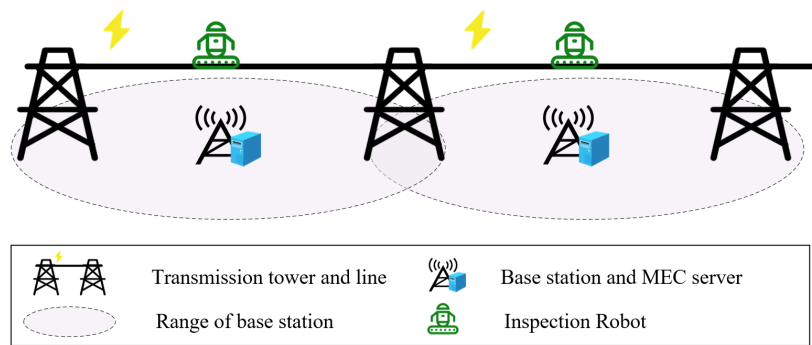 Transmission tower and line
Base station and MEC server
Range of base station
Inspection Robot